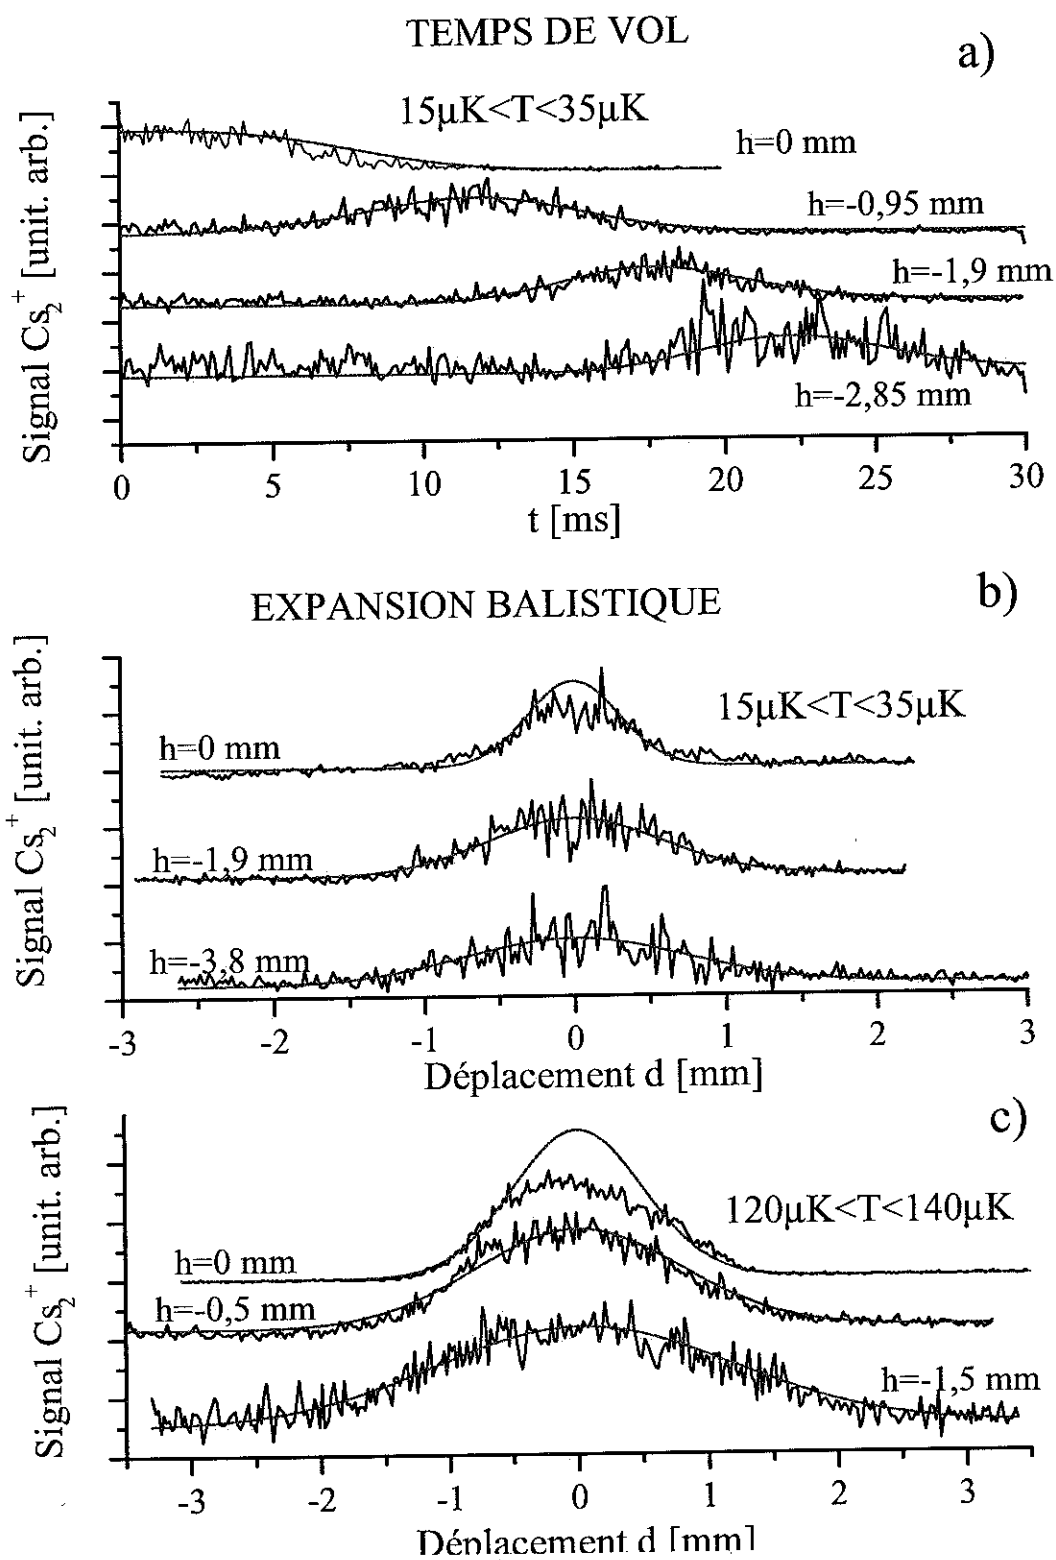 TEMPS DE VOL
a)
15µK<T<35µK
h=0 mm
h=-0,95 mm
h=-1,9 mm
h=-2,85 mm
Signal Cs₂⁺ [unit. arb.]
0 5 10 15 20 25 30
t [ms]
b)
EXPANSION BALISTIQUE
15µK<T<35µK
h=0 mm
h=-1,9 mm
h=-3,8 mm
Signal Cs₂⁺ [unit. arb.]
-3 -2 -1 0 1 2 3
Déplacement d [mm]
c)
120µK<T<140µK
h=0 mm
h=-0,5 mm
h=-1,5 mm
Signal Cs₂⁺ [unit. arb.]
-3 -2 -1 0 1 2 3
Déplacement d [mm]